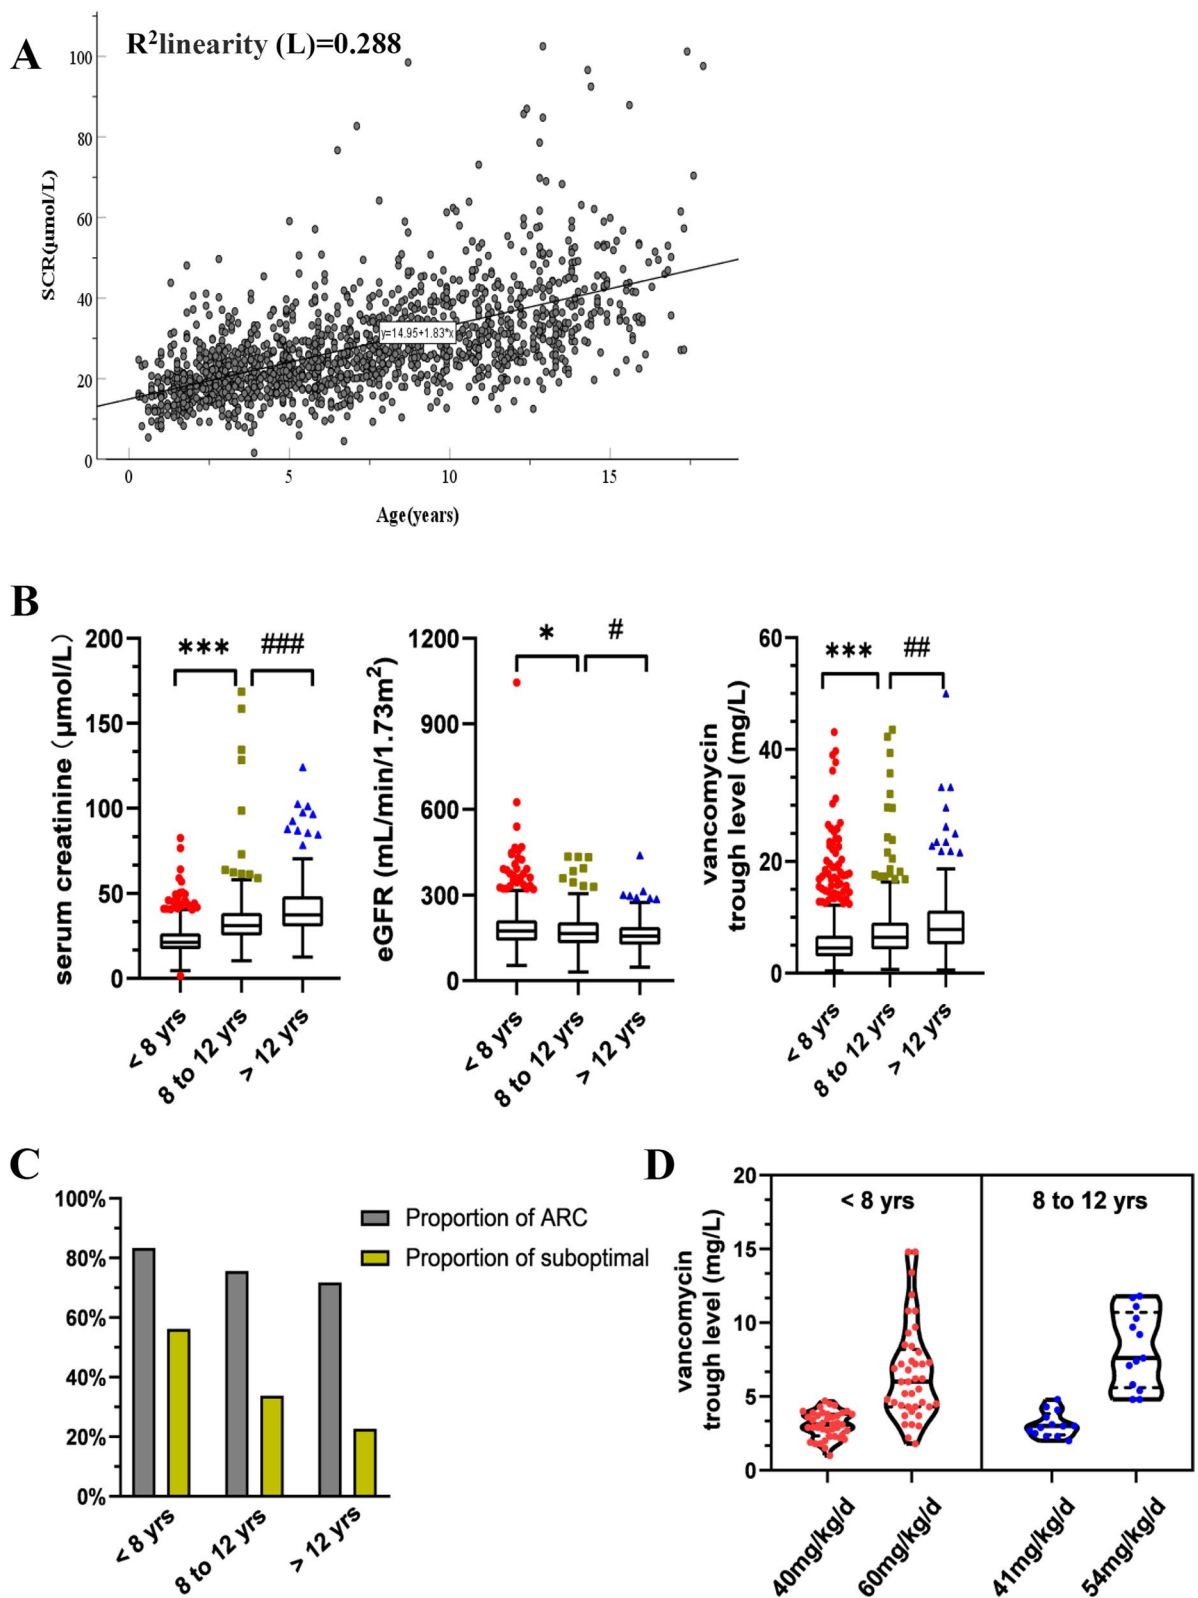 A
R²linearity (L)=0.288
100
80
60
40
20
0
SCR(μmol/L)
y=14.95+1.83*x
0 5 10 15
Age(years)
B
serum creatinine (μmol/L)
200
150
100
50
0
*** ###
< 8 yrs
8 to 12 yrs
> 12 yrs
eGFR (mL/min/1.73m²)
1200
900
600
300
0
* #
< 8 yrs
8 to 12 yrs
> 12 yrs
vancomycin
trough level (mg/L)
60
40
20
0
*** ##
< 8 yrs
8 to 12 yrs
> 12 yrs
C
100%
80%
60%
40%
20%
0%
Proportion of ARC
Proportion of suboptimal
< 8 yrs
8 to 12 yrs
> 12 yrs
D
vancomycin
trough level (mg/L)
20
15
10
5
0
< 8 yrs
8 to 12 yrs
40mg/kg/d
60mg/kg/d
41mg/kg/d
54mg/kg/d